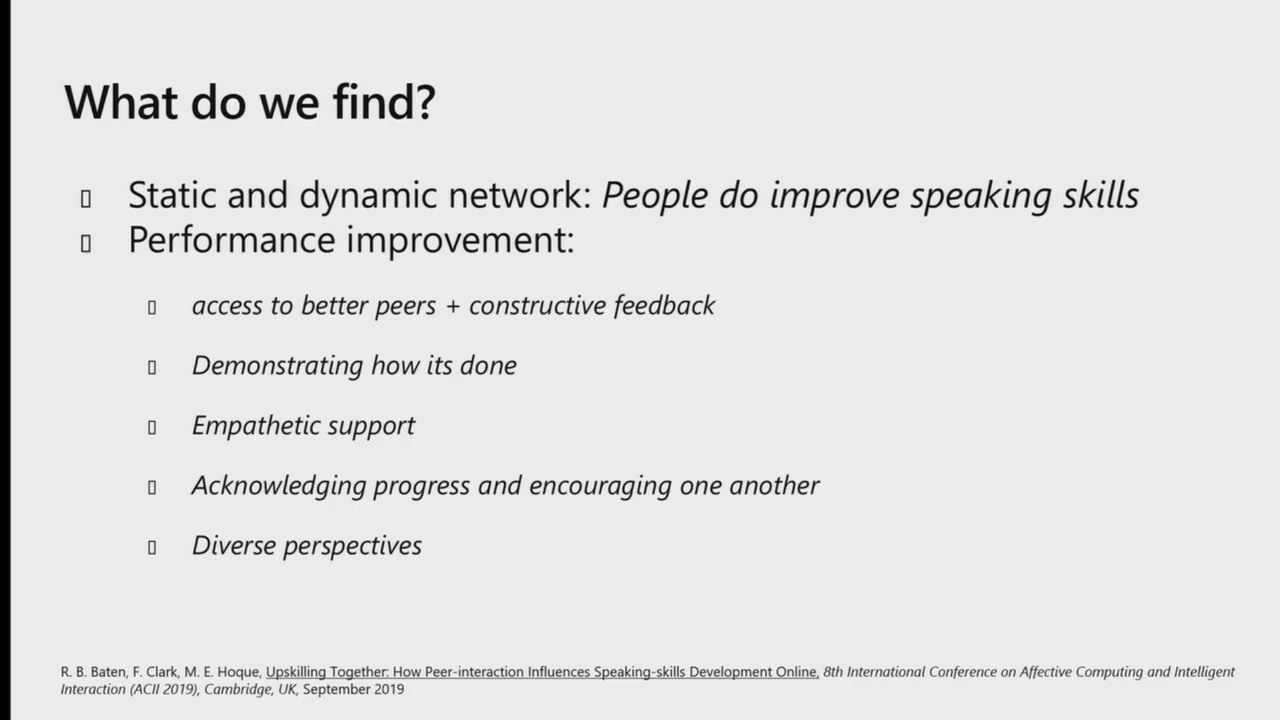 What do we find?
Static and dynamic network: People do improve speaking skills
Performance improvement:
access to better peers + constructive feedback
Demonstrating how its done
Empathetic support
Acknowledging progress and encouraging one another
Diverse perspectives
R. B. Baten, F. Clark, M. E. Hoque, Upskilling Together: How Peer-interaction Influences Speaking-skills Development Online, 8th International Conference on Affective Computing and Intelligent
Interaction (ACII 2019), Cambridge, UK, September 2019